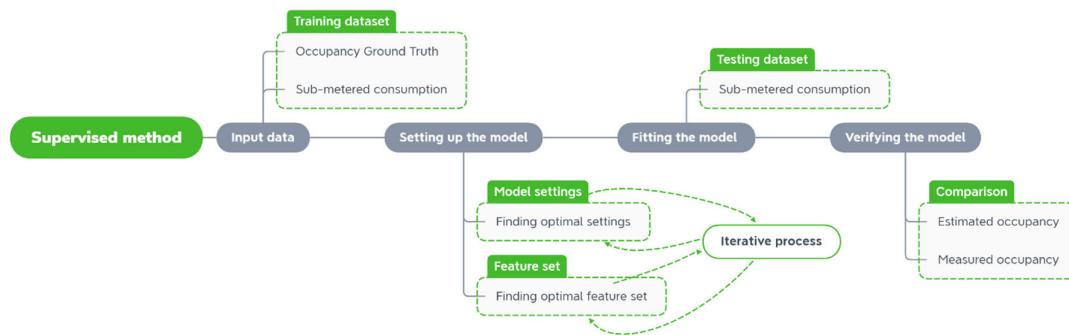 Training dataset
Occupancy Ground Truth
Sub-metered consumption
Testing dataset
Sub-metered consumption
Supervised method
Input data
Setting up the model
Fitting the model
Verifying the model
Model settings
Finding optimal settings
Iterative process
Feature set
Finding optimal feature set
Comparison
Estimated occupancy
Measured occupancy